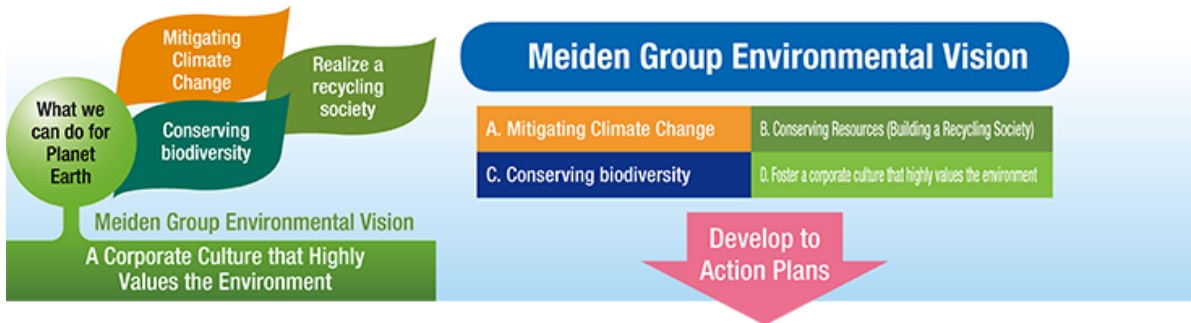 Mitigating
Climate
Change
Realize a
recycling
society
What we
can do for
Planet
Earth
Conserving
biodiversity
Meiden Group Environmental Vision
A Corporate Culture that Highly
Values the Environment
Meiden Group Environmental Vision
A. Mitigating Climate Change
B. Conserving Resources (Building a Recycling Society)
C. Conserving biodiversity
D. Foster a corporate culture that highly values the environment
Develop to
Action Plans